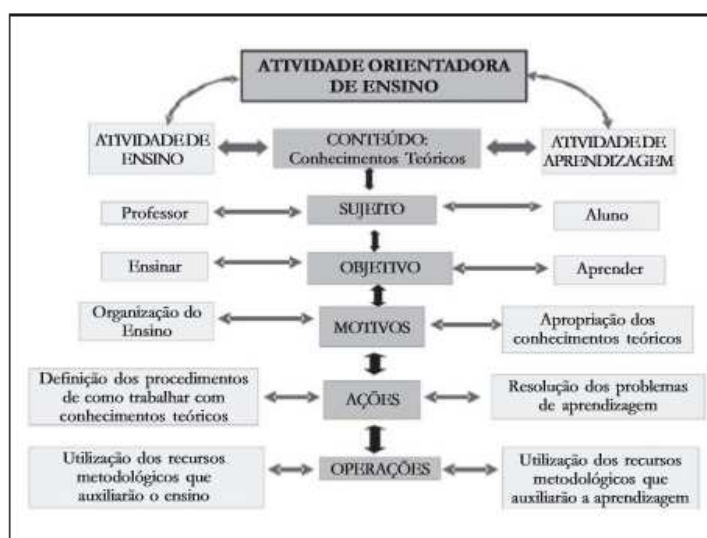 ATIVIDADE ORIENTADORA
DE ENSINO
ATIVIDADE DE
ENSINO
CONTEÚDO:
Conhecimentos Teóricos
ATIVIDADE DE
APRENDIZAGEM
Professor
SUJEITO
Aluno
Ensinar
OBJETIVO
Aprender
Organização do
Ensino
MOTIVOS
Apropriação dos
conhecimentos teóricos
Definição dos procedimentos
de como trabalhar com
conhecimentos teóricos
AÇÕES
Resolução dos problemas
de aprendizagem
Utilização dos recursos
metodológicos que
auxiliarão o ensino
OPERAÇÕES
Utilização dos recursos
metodológicos que
auxiliarão a aprendizagem